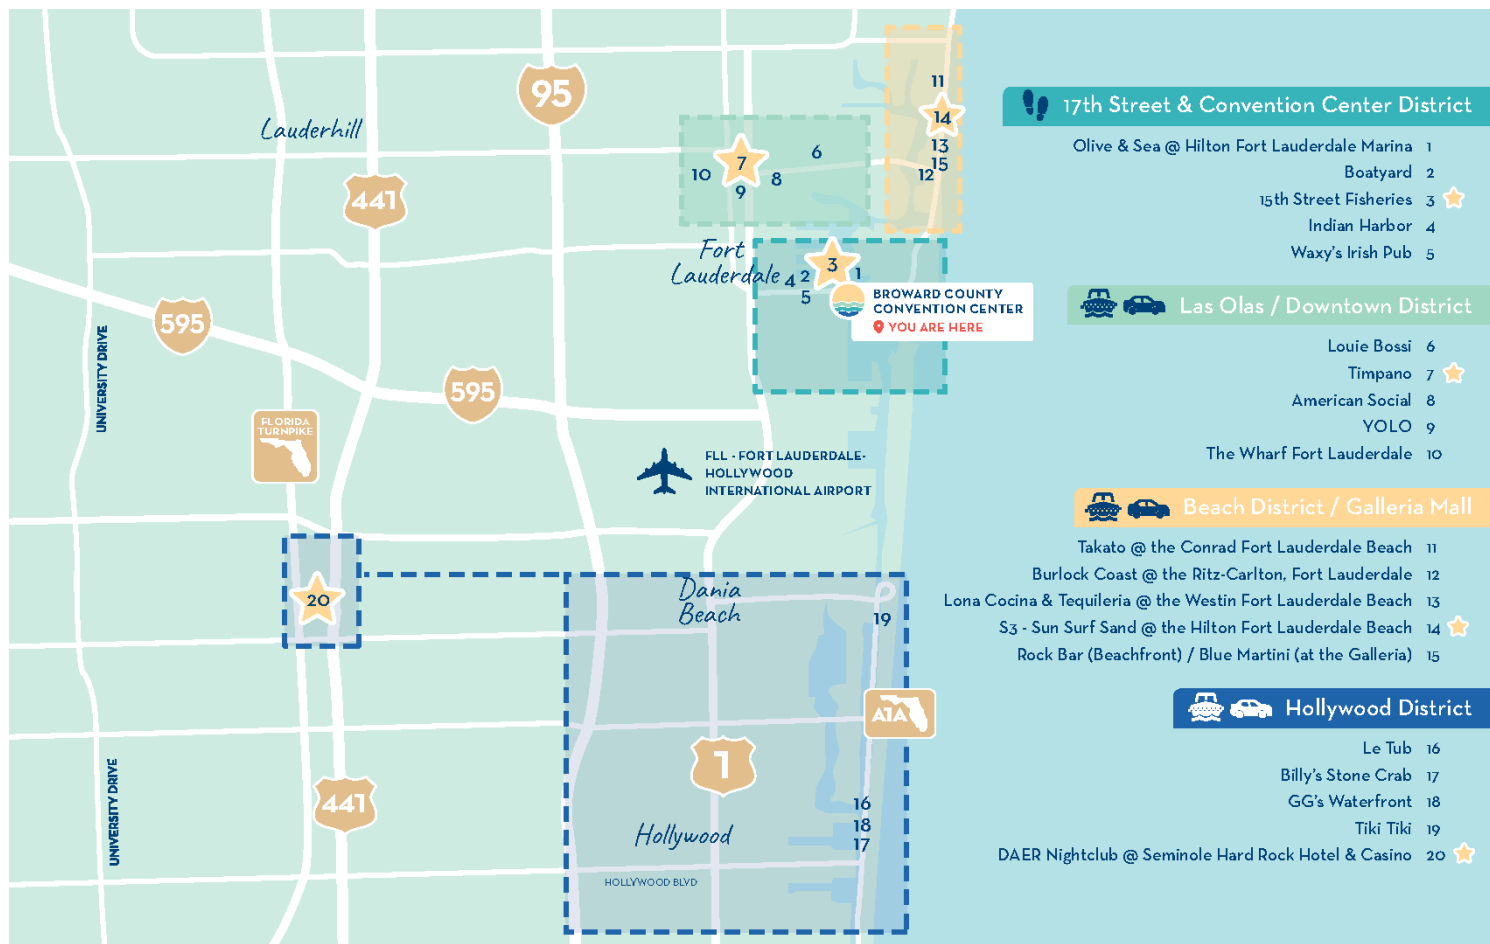 95
Lauderhill
441
595
595
UNIVERSITY DRIVE
FLORIDA
TURNPIKE
11
14
13
15
12
7
6
10
8
9
Fort
Lauderdale
3
4
2
1
5
BROWARD COUNTY
CONVENTION CENTER
YOU ARE HERE
FLL - FORT LAUDERDALE-
HOLLYWOOD
INTERNATIONAL AIRPORT
20
Dania
Beach
19
A1A
1
441
UNIVERSITY DRIVE
16
18
17
Hollywood
HOLLYWOOD BLVD
17th Street & Convention Center District
Olive & Sea @ Hilton Fort Lauderdale Marina 1
Boatyard 2
15th Street Fisheries 3
Indian Harbor 4
Waxy's Irish Pub 5
Las Olas / Downtown District
Louie Bossi 6
Timpano 7
American Social 8
YOLO 9
The Wharf Fort Lauderdale 10
Beach District / Galleria Mall
Takato @ the Conrad Fort Lauderdale Beach 11
Burlock Coast @ the Ritz-Carlton, Fort Lauderdale 12
Lona Cocina & Tequileria @ the Westin Fort Lauderdale Beach 13
S3 - Sun Surf Sand @ the Hilton Fort Lauderdale Beach 14
Rock Bar (Beachfront) / Blue Martini (at the Galleria) 15
Hollywood District
Le Tub 16
Billy's Stone Crab 17
GG's Waterfront 18
Tiki Tiki 19
DAER Nightclub @ Seminole Hard Rock Hotel & Casino 20